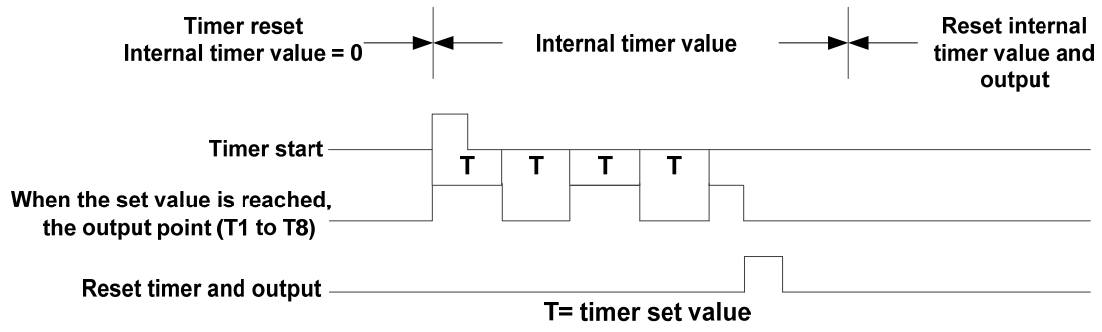 Timer reset
Internal timer value = 0
Internal timer value
Reset internal
timer value and
output
Timer start
T T T T
When the set value is reached,
the output point (T1 to T8)
Reset timer and output
T= timer set value